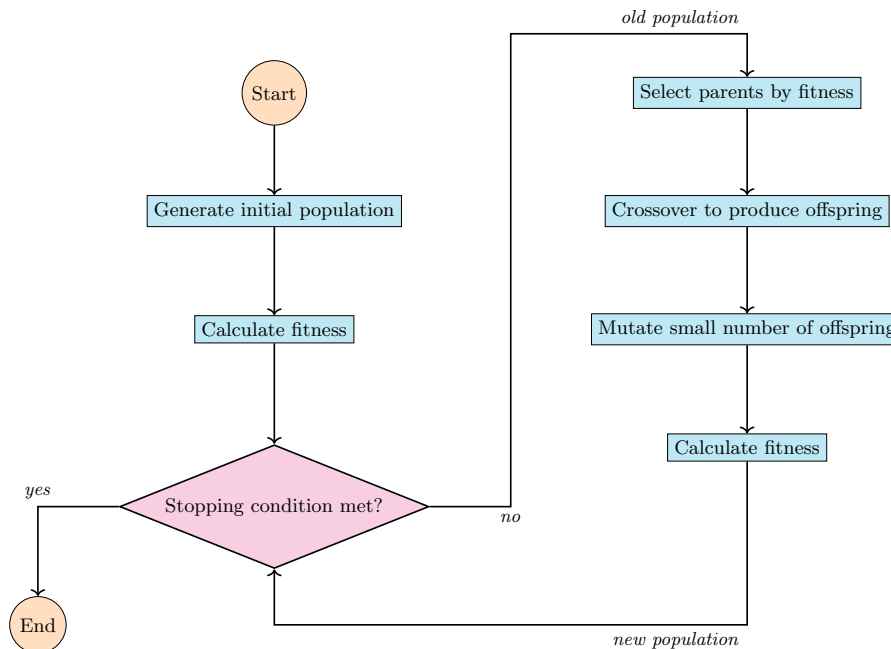 Start
Generate initial population
Calculate fitness
Stopping condition met?
yes
End
no
old population
Select parents by fitness
Crossover to produce offspring
Mutate small number of offspring
Calculate fitness
new population